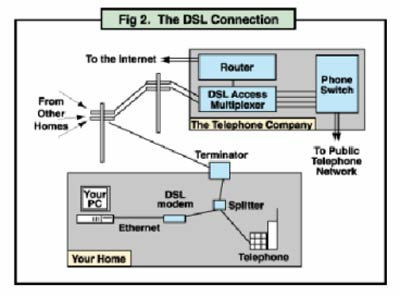 Fig 2. The DSL Connection
To the Internet
Router
Phone
Switch
DSL Access
Multiplexer
From
Other
Homes
The Telephone Company
To Public
Telephone
Network
Terminator
Your
PC
DSL
modem
Splitter
Ethernet
Telephone
Your Home